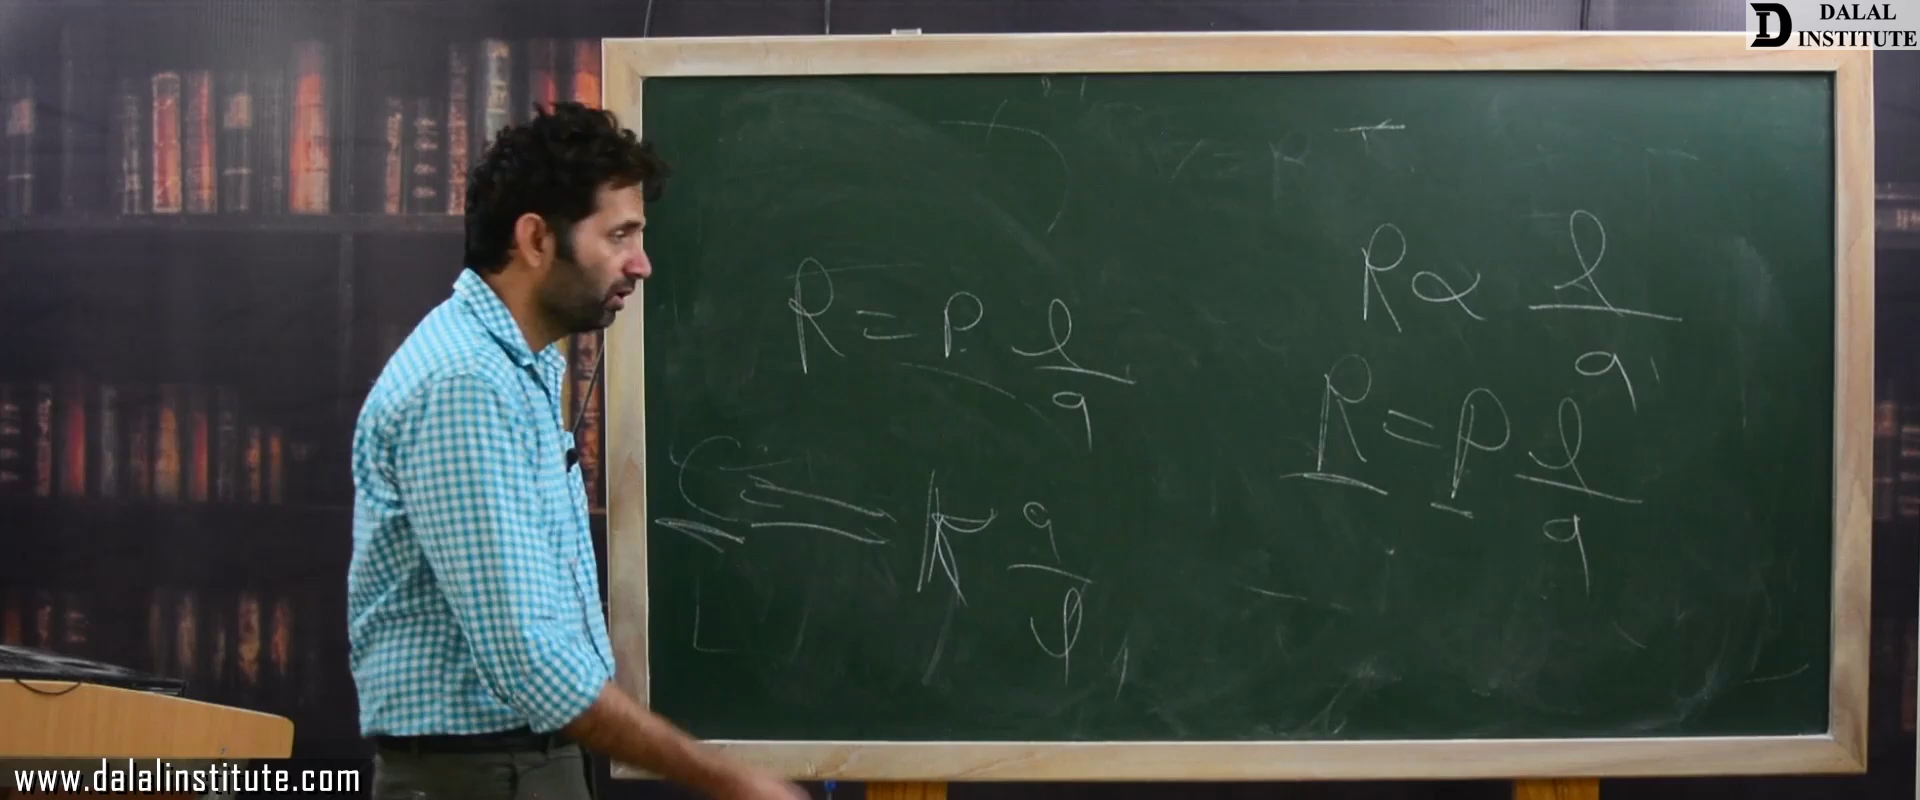 DALAL
INSTITUTE
R ∝ l/a
R = ρ l/a
R = ρ l/a
C = K a/l
www.dalalinstitute.com